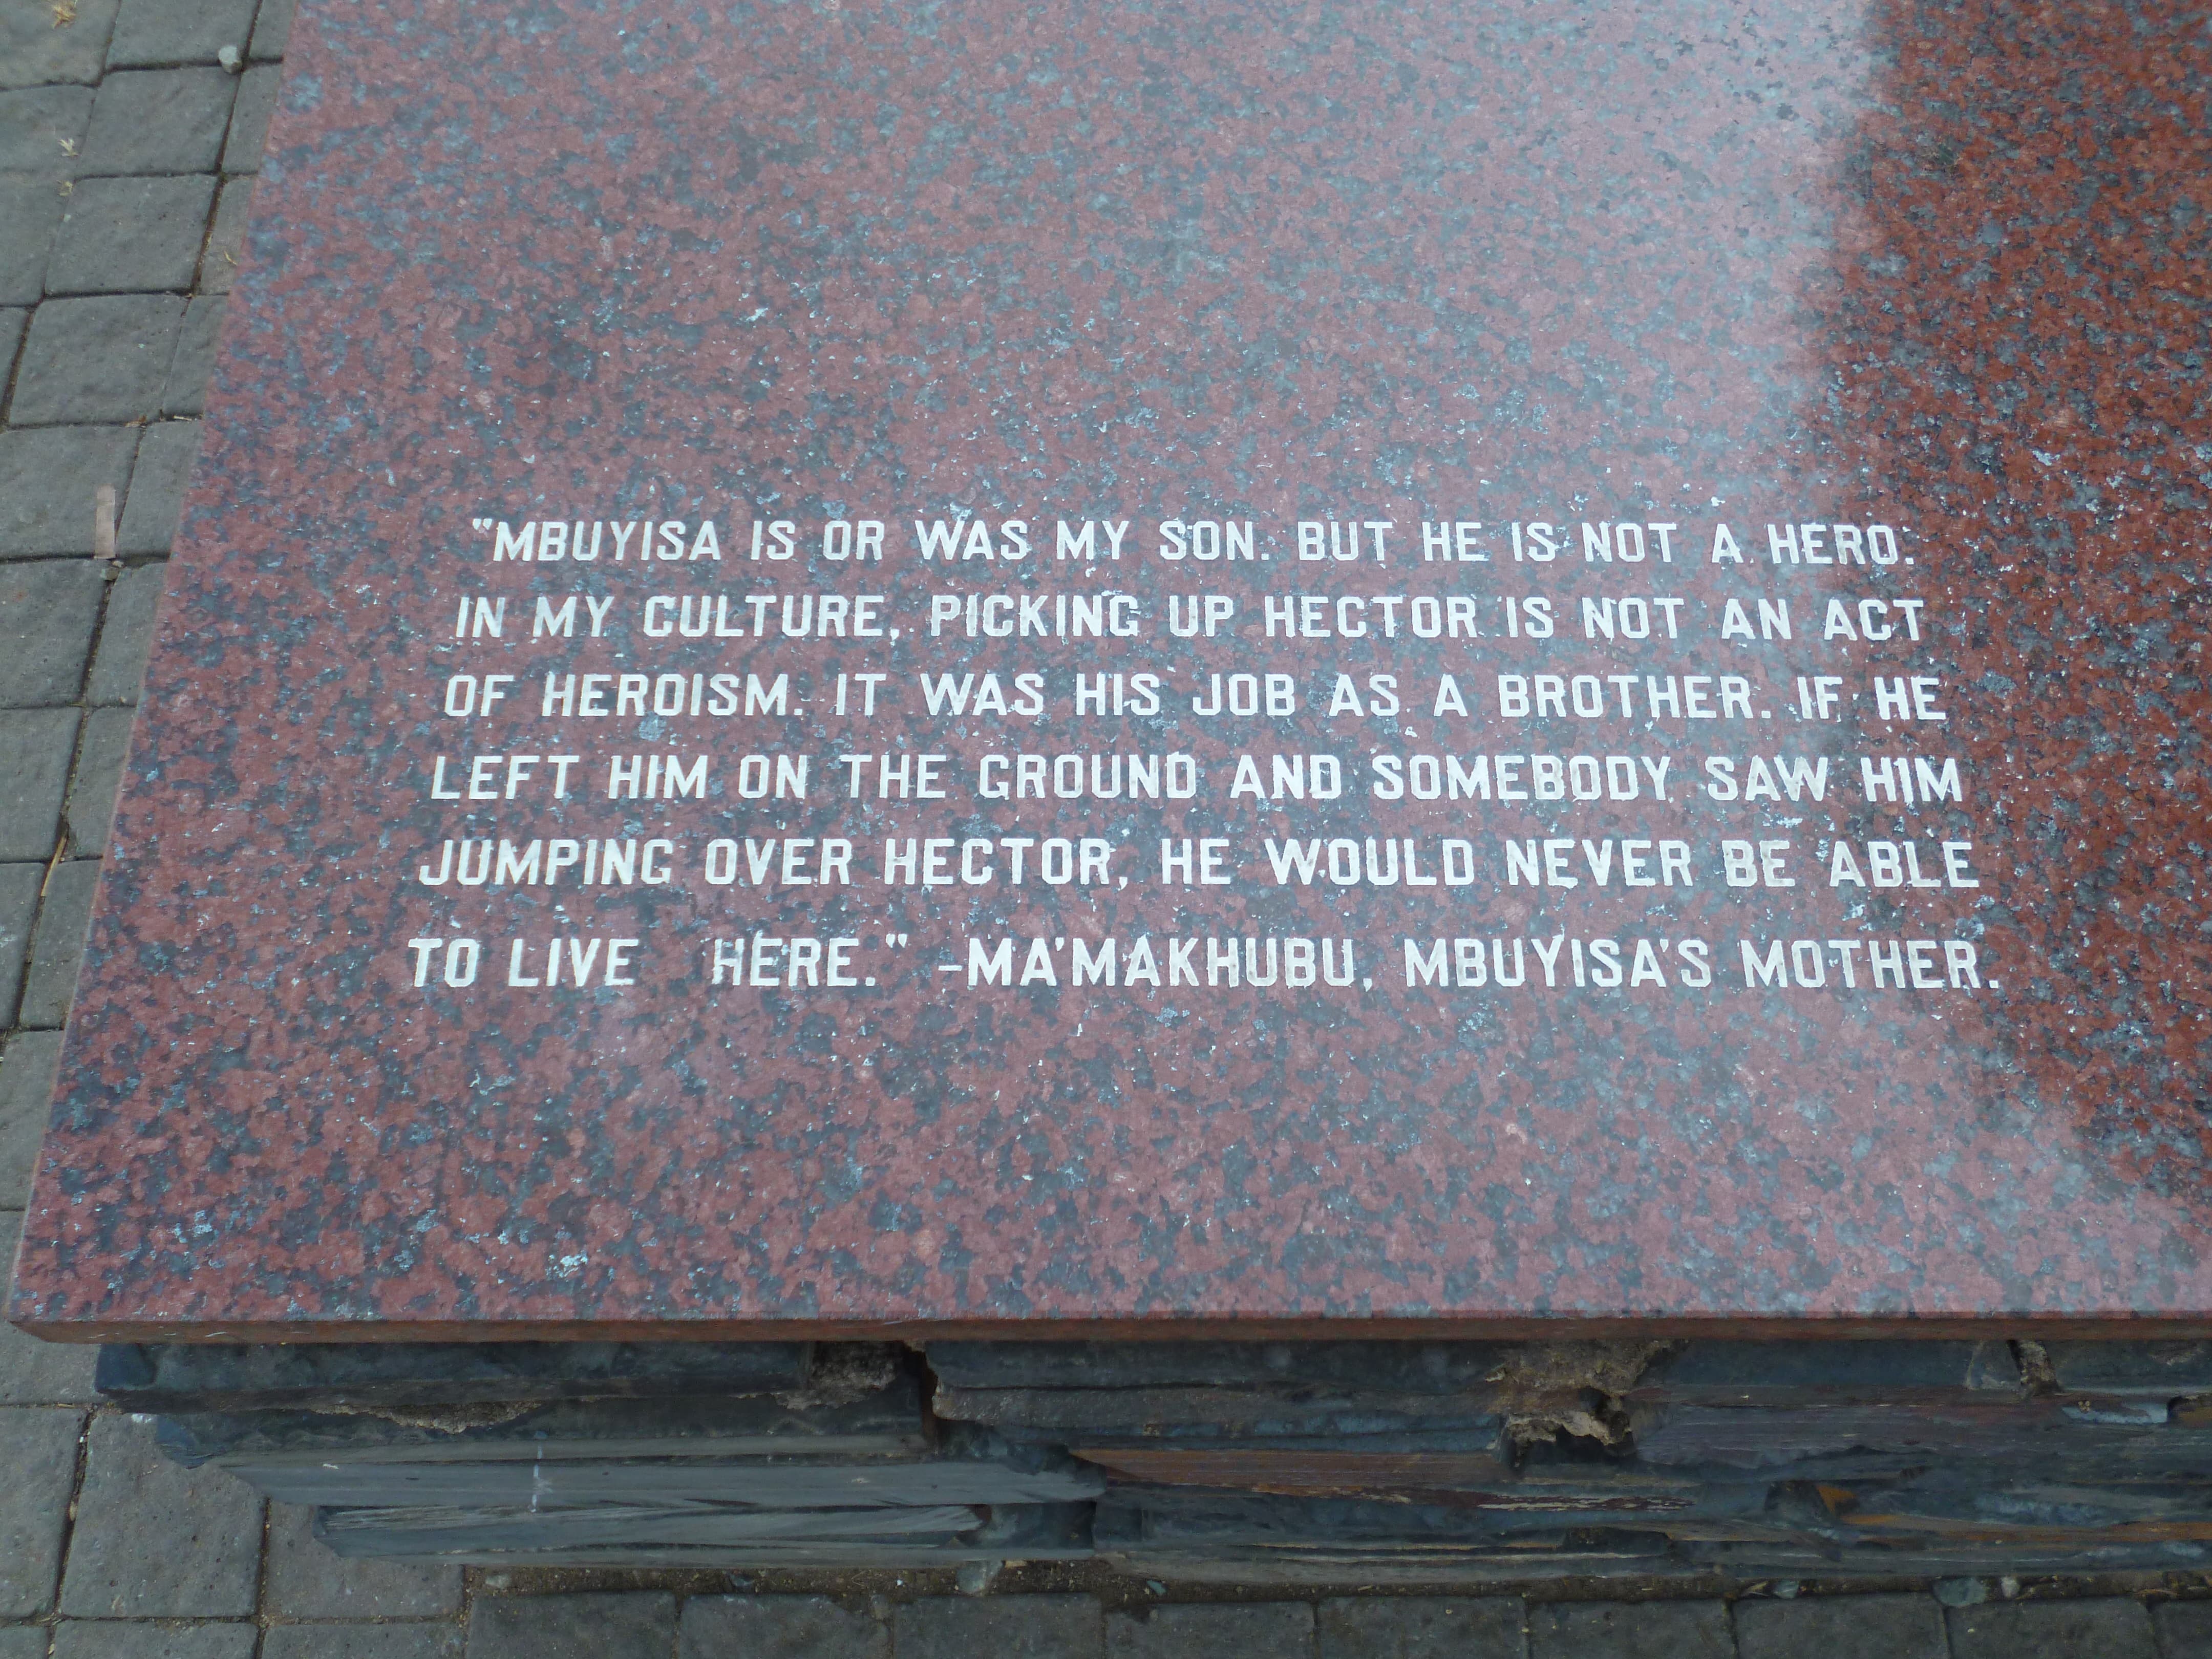 "MBUYISA IS OR WAS MY SON. BUT HE IS NOT A HERO.
IN MY CULTURE, PICKING UP HECTOR IS NOT AN ACT
OF HEROISM. IT WAS HIS JOB AS A BROTHER. IF HE
LEFT HIM ON THE GROUND AND SOMEBODY SAW HIM
JUMPING OVER HECTOR, HE WOULD NEVER BE ABLE
TO LIVE HERE." -MA'MAKHUBU, MBUYISA'S MOTHER.